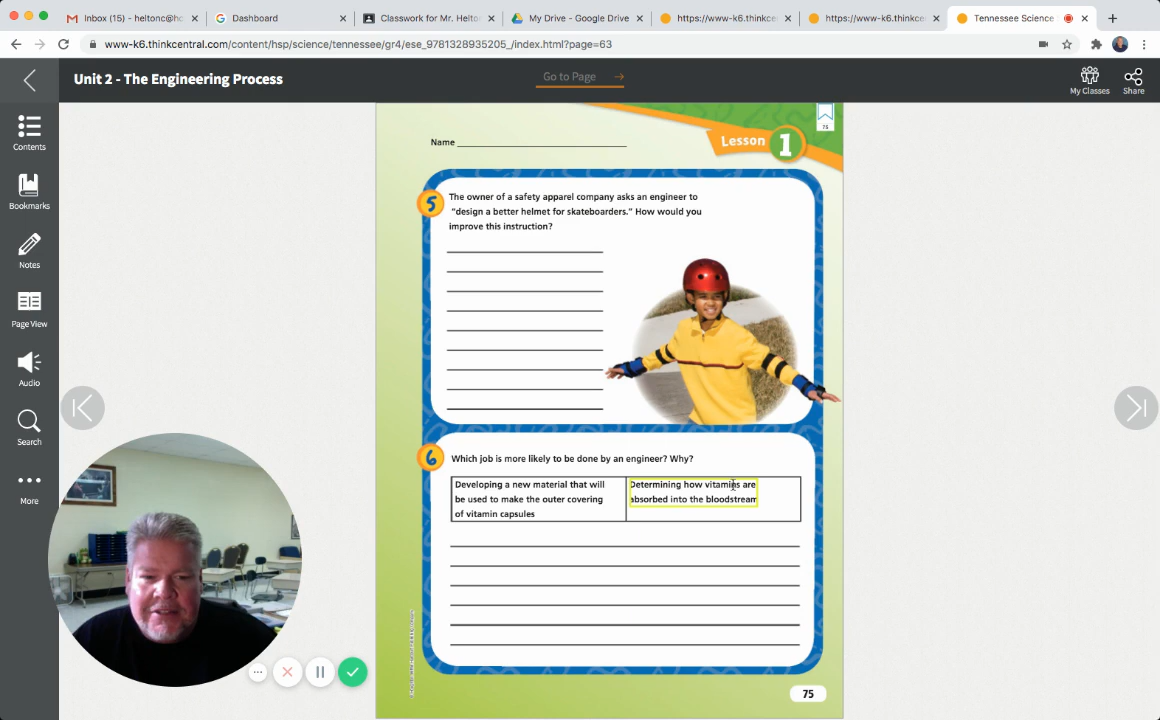 Inbox (15) - heltonc@hc
Dashboard
Classwork for Mr. Helto
My Drive - Google Drive
https://www-k6.thinkce
https://www-k6.thinkce
Tennessee Science
www-k6.thinkcentral.com/content/hsp/science/tennessee/gr4/ese_9781328935205_/index.html?page=63
Unit 2 - The Engineering Process
Go to Page
My Classes
Share
Contents
Bookmarks
Notes
Page View
Audio
Search
More
75
Name
Lesson 1
5
The owner of a safety apparel company asks an engineer to
"design a better helmet for skateboarders." How would you
improve this instruction?
6
Which job is more likely to be done by an engineer? Why?
Developing a new material that will
be used to make the outer covering
of vitamin capsules
Determining how vitamins are
absorbed into the bloodstream
75